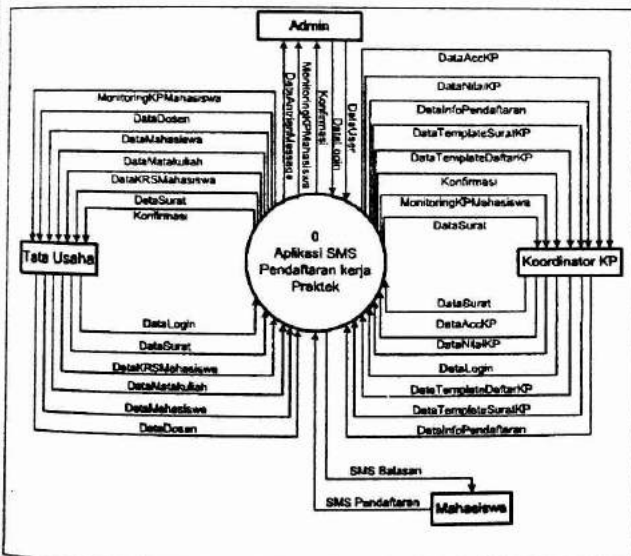 Admin
DataAntrianMessage
MonitoringKPMahasiswa
Konfirmasi
DataLogin
DataUser
MonitoringKPMahasiswa
DataDosen
DataMahasiswa
DataMatakuliah
DataKRSMahasiswa
DataSurat
Konfirmasi
Tata Usaha
DataLogin
DataSurat
DataKRSMahasiswa
DataMatakuliah
DataMahasiswa
DataDosen
0
Aplikasi SMS
Pendaftaran kerja
Praktek
DataAccKP
DataNilaiKP
DataInfoPendaftaran
DataTemplateSuratKP
DataTemplateDaftarKP
Konfirmasi
MonitoringKPMahasiswa
DataSurat
Koordinator KP
DataSurat
DataAccKP
DataNilaiKP
DataLogin
DataTemplateDaftarKP
DataTemplateSuratKP
DataInfoPendaftaran
SMS Balasan
SMS Pendaftaran
Mahasiswa